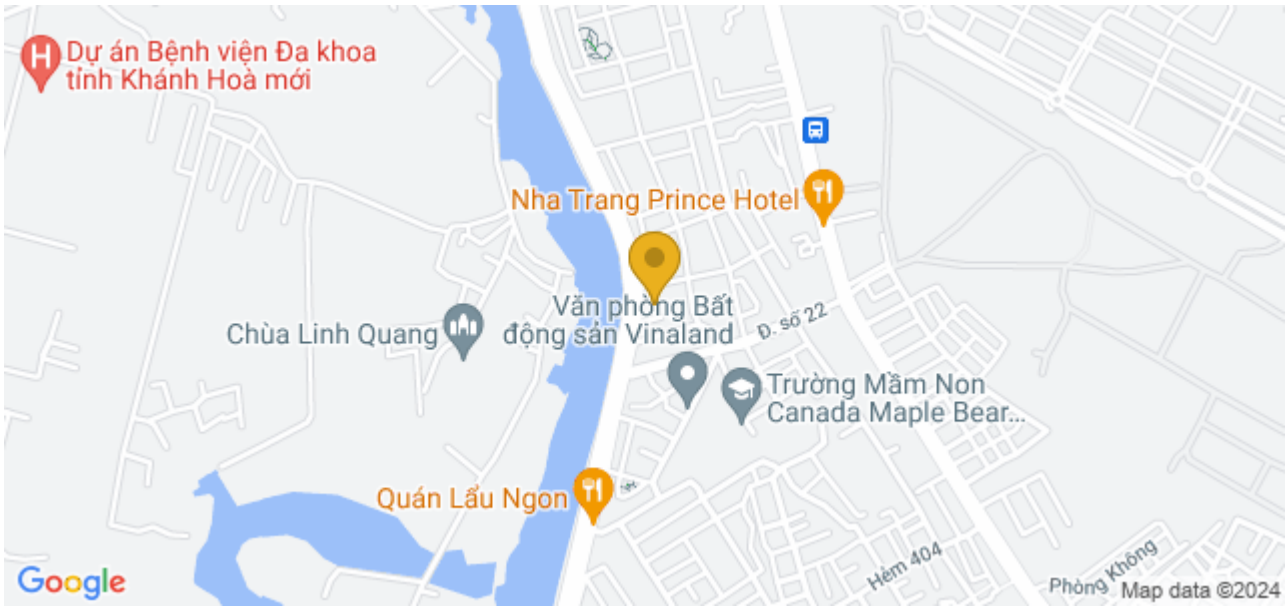 Dự án Bệnh viện Đa khoa
tỉnh Khánh Hoà mới
Nha Trang Prince Hotel
Văn phòng Bất
động sản Vinaland
Đ. số 22
Chùa Linh Quang
Trường Mầm Non
Canada Maple Bear...
Quán Lẩu Ngon
Hẻm 404
Phòng Không
Google
Map data ©2024